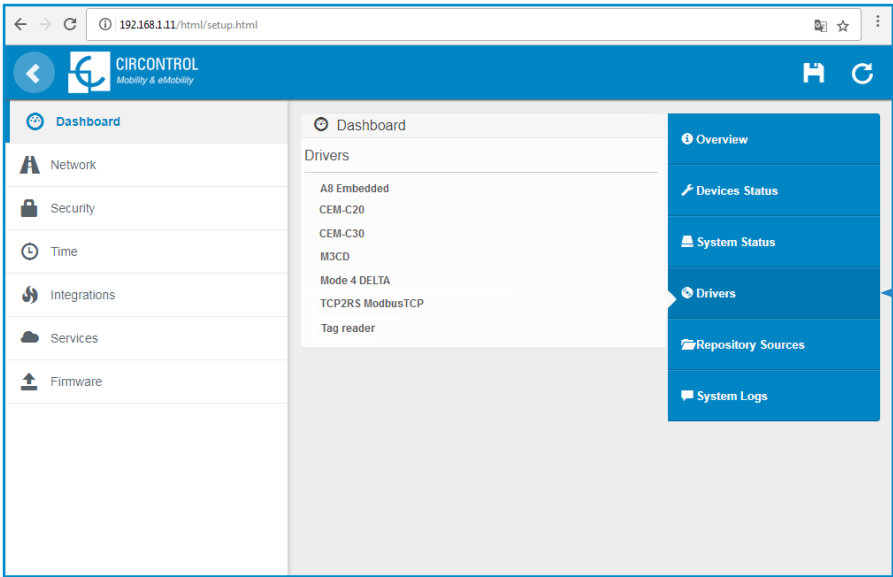 192.168.1.11/html/setup.html
CIRCONTROL
Mobility & eMobility
Dashboard
Network
Security
Time
Integrations
Services
Firmware
Dashboard
Drivers
A8 Embedded
CEM-C20
CEM-C30
M3CD
Mode 4 DELTA
TCP2RS ModbusTCP
Tag reader
Overview
Devices Status
System Status
Drivers
Repository Sources
System Logs